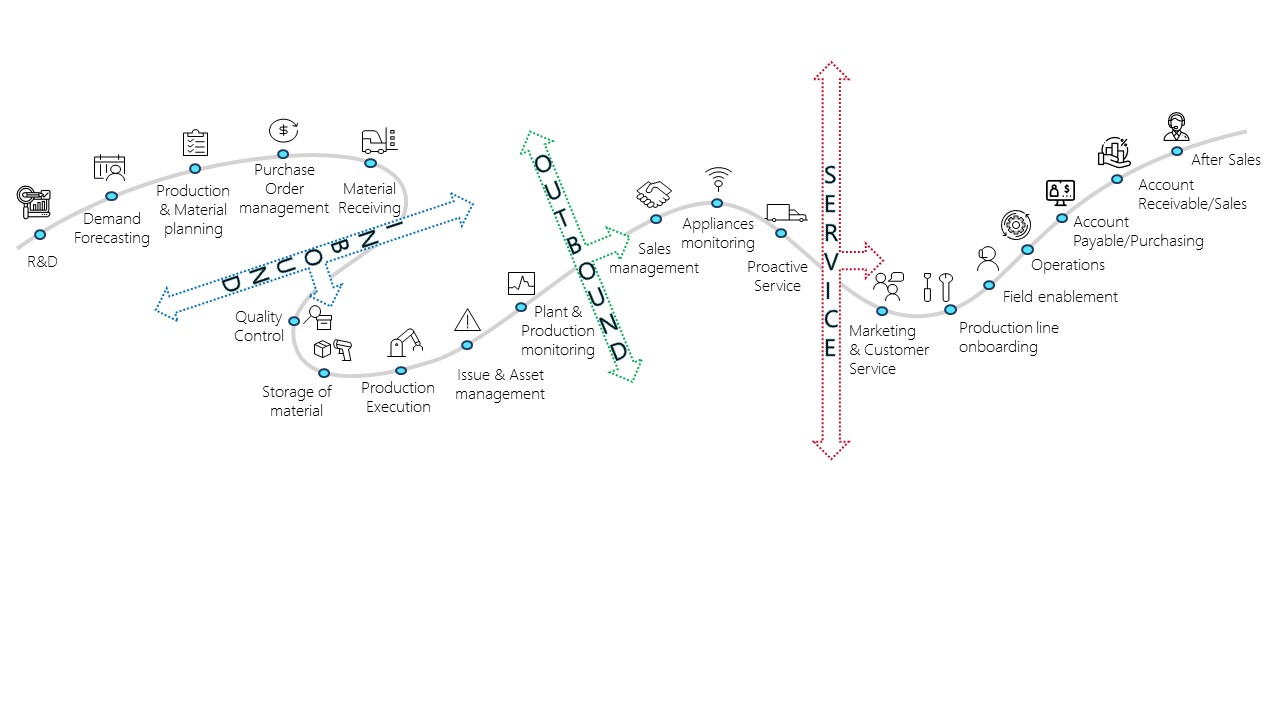 R&D
Demand
Forecasting
Production
& Material
planning
$
Purchase
Order
management
Material
Receiving
INBOUND
Quality
Control
Storage of
material
Production
Execution
Issue & Asset
management
Plant &
Production
monitoring
OUTBOUND
Sales
management
Appliances
monitoring
Proactive
Service
SERVICE
Marketing
& Customer
Service
Production line
onboarding
Field enablement
Operations
$
Account
Payable/Purchasing
%
Account
Receivable/Sales
After Sales